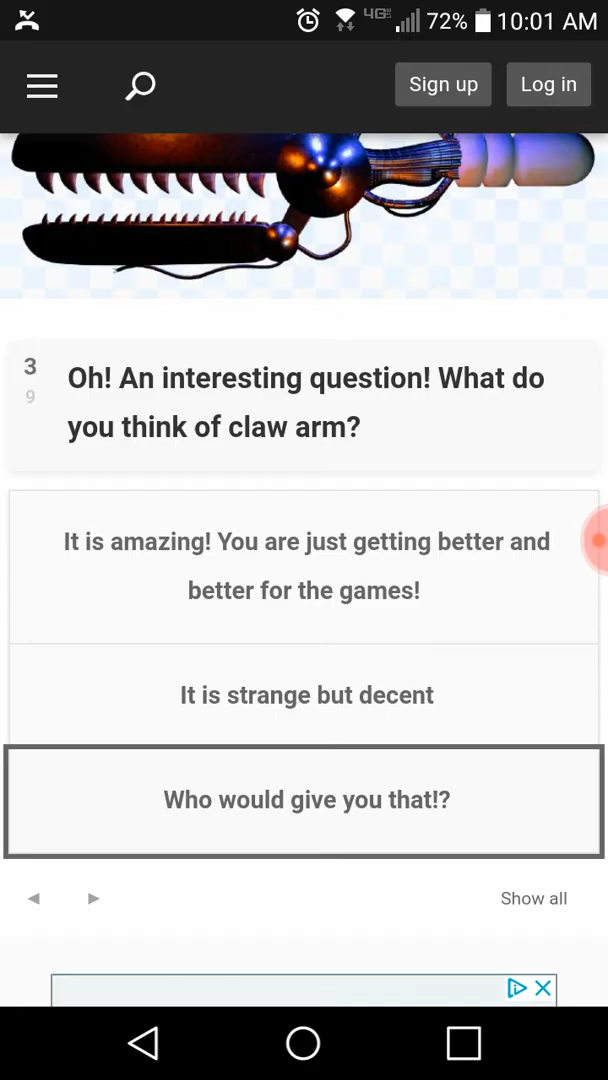 4G 72% 10:01 AM
Sign up Log in
3
9
Oh! An interesting question! What do
you think of claw arm?
It is amazing! You are just getting better and
better for the games!
It is strange but decent
Who would give you that!?
Show all